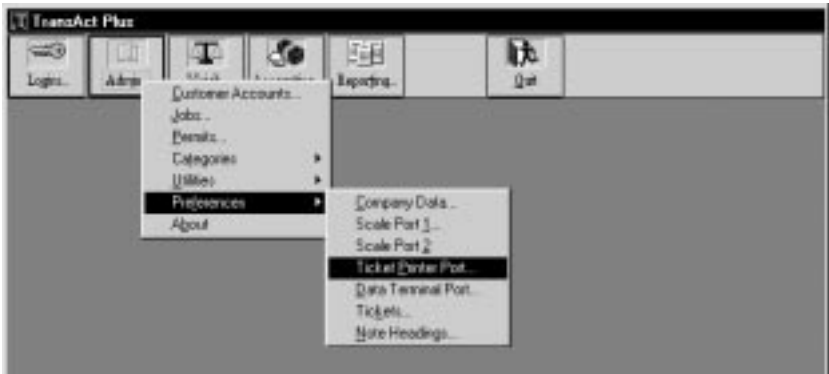 TransAct Plus
Logins... Admin Reporting... Quit
Customer Accounts...
Jobs...
Permits...
Categories
Utilities
Preferences
About
Company Data...
Scale Port 1...
Scale Port 2
Ticket Printer Port...
Data Terminal Port...
Tickets...
Note Headings...